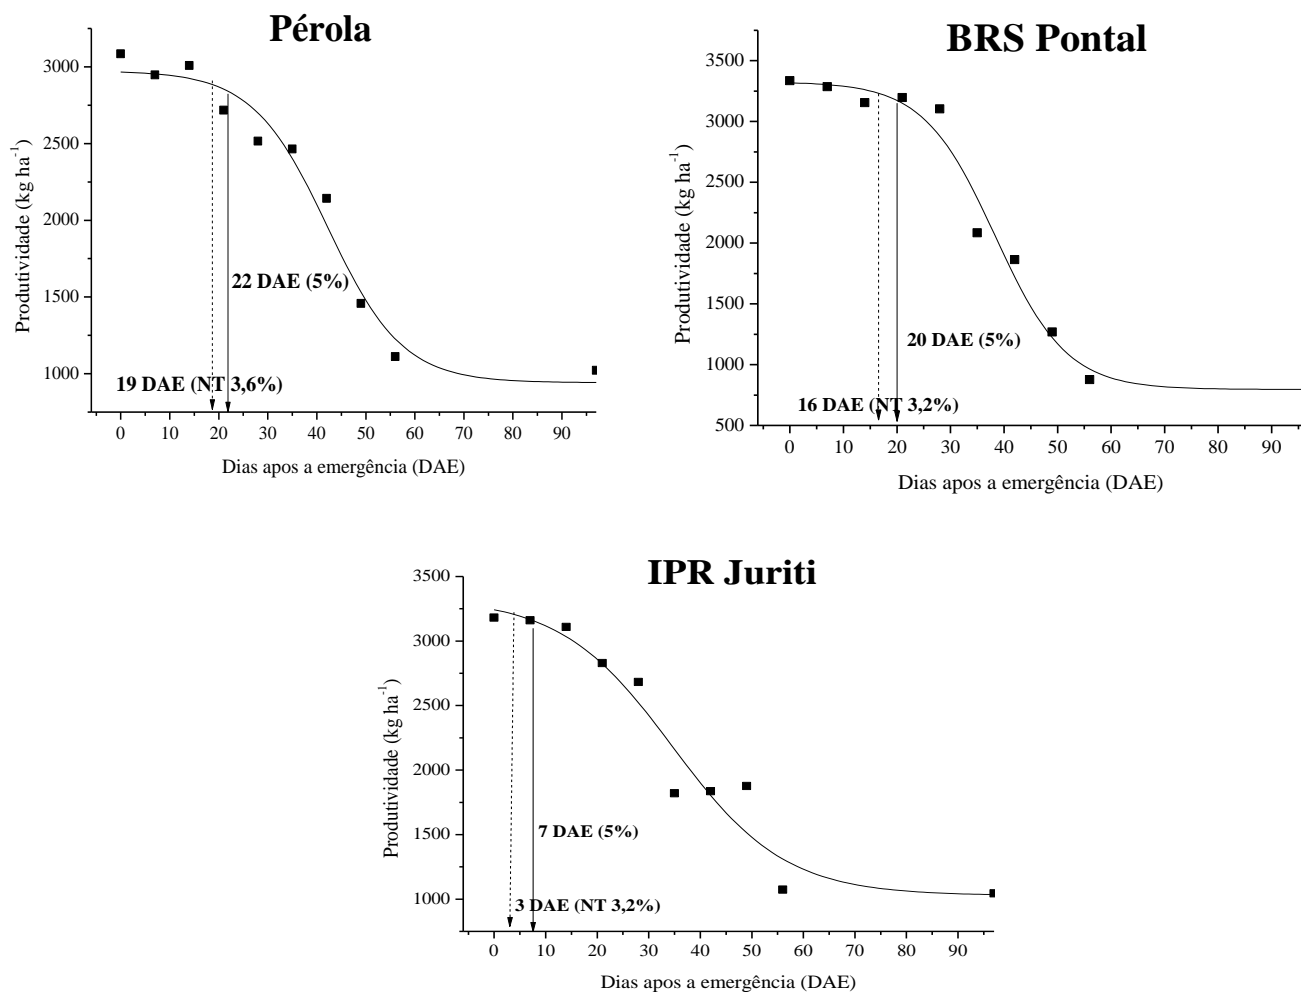 Pérola
Produtividade (kg ha⁻¹)
3000
2500
2000
1500
1000
22 DAE (5%)
19 DAE (NT 3,6%)
0 10 20 30 40 50 60 70 80 90
Dias apos a emergência (DAE)
BRS Pontal
Produtividade (kg ha⁻¹)
3500
3000
2500
2000
1500
1000
500
20 DAE (5%)
16 DAE (NT 3,2%)
0 10 20 30 40 50 60 70 80 90
Dias apos a emergência (DAE)
IPR Juriti
Produtividade (kg ha⁻¹)
3500
3000
2500
2000
1500
1000
7 DAE (5%)
3 DAE (NT 3,2%)
0 10 20 30 40 50 60 70 80 90
Dias apos a emergência (DAE)